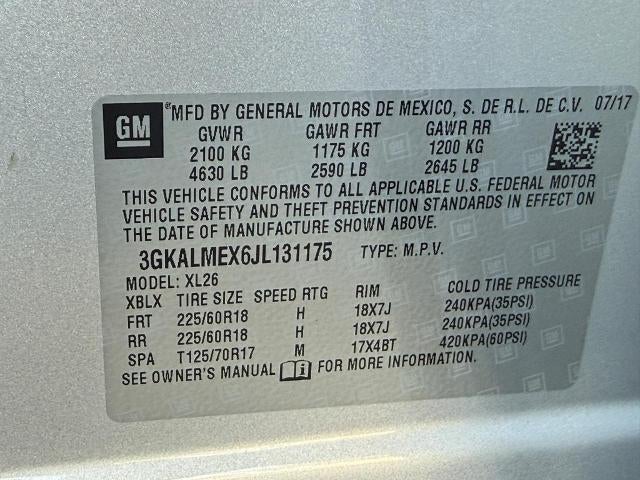 GM
MFD BY GENERAL MOTORS DE MEXICO, S. DE R.L. DE C.V. 07/17
GVWR GAWR FRT GAWR RR
2100 KG 1175 KG 1200 KG
4630 LB 2590 LB 2645 LB
THIS VEHICLE CONFORMS TO ALL APPLICABLE U.S. FEDERAL MOTOR
VEHICLE SAFETY AND THEFT PREVENTION STANDARDS IN EFFECT ON
THE DATE OF MANUFACTURE SHOWN ABOVE.
3GKALMEX6JL131175 TYPE: M.P.V.
MODEL: XL26
XBLX TIRE SIZE SPEED RTG RIM COLD TIRE PRESSURE
FRT 225/60R18 H 18X7J 240KPA(35PSI)
RR 225/60R18 H 18X7J 240KPA(35PSI)
SPA T125/70R17 M 17X4BT 420KPA(60PSI)
SEE OWNER'S MANUAL FOR MORE INFORMATION.